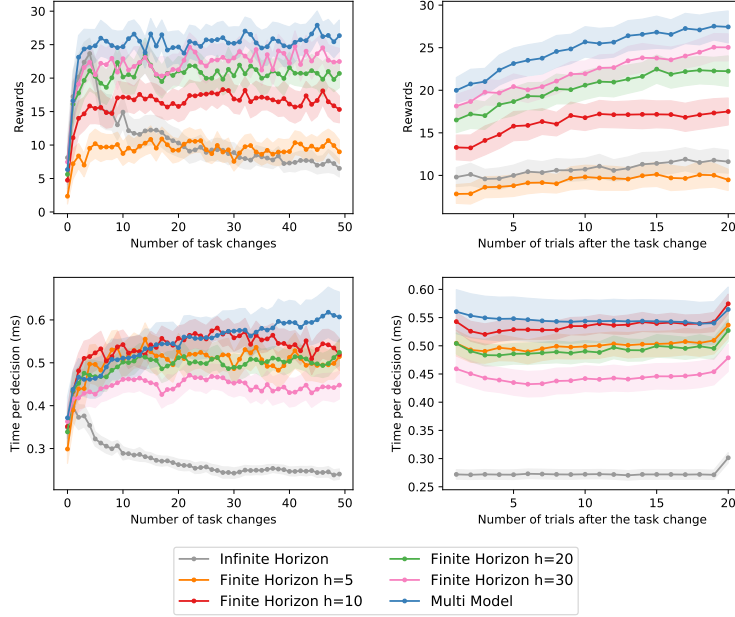 30
25
20
15
10
5
0
Rewards
0 10 20 30 40 50
Number of task changes
30
25
20
15
10
Rewards
5 10 15 20
Number of trials after the task change
0.6
0.5
0.4
0.3
Time per decision (ms)
0 10 20 30 40 50
Number of task changes
0.60
0.55
0.50
0.45
0.40
0.35
0.30
0.25
Time per decision (ms)
5 10 15 20
Number of trials after the task change
Infinite Horizon
Finite Horizon h=5
Finite Horizon h=10
Finite Horizon h=20
Finite Horizon h=30
Multi Model